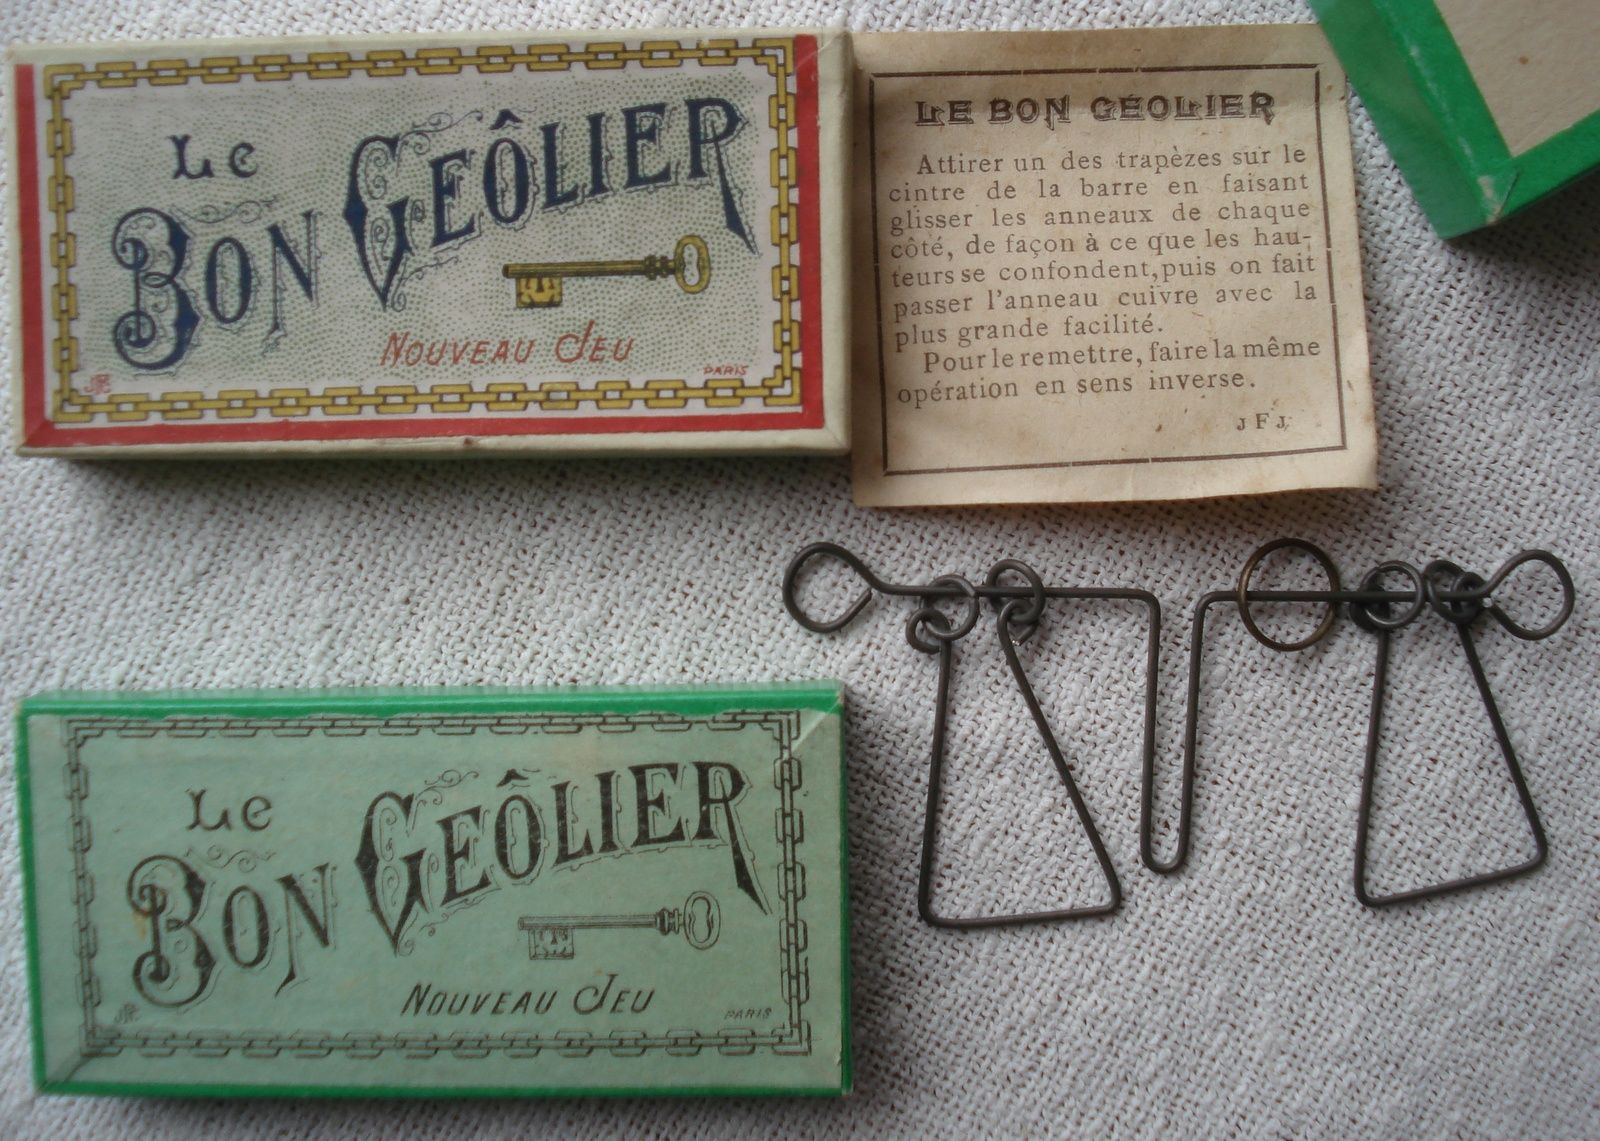 Le
BON GEÔLIER
NOUVEAU JEU
PARIS
LE BON GÉOLIER
Attirer un des trapèzes sur le
cintre de la barre en faisant
glisser les anneaux de chaque
côté, de façon à ce que les hau-
teurs se confondent, puis on fait
passer l'anneau cuivre avec la
plus grande facilité.
Pour le remettre, faire la même
opération en sens inverse.
J F J
Le
BON GEÔLIER
NOUVEAU JEU
PARIS